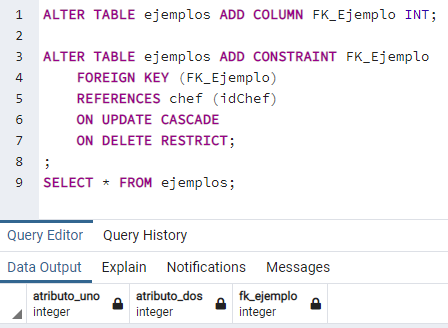 1 ALTER TABLE ejemplos ADD COLUMN FK_Ejemplo INT;
2
3 ALTER TABLE ejemplos ADD CONSTRAINT FK_Ejemplo
4 FOREIGN KEY (FK_Ejemplo)
5 REFERENCES chef (idChef)
6 ON UPDATE CASCADE
7 ON DELETE RESTRICT;
8 ;
9 SELECT * FROM ejemplos;
Query Editor Query History
Data Output Explain Notifications Messages
atributo_uno atributo_dos fk_ejemplo
integer integer integer